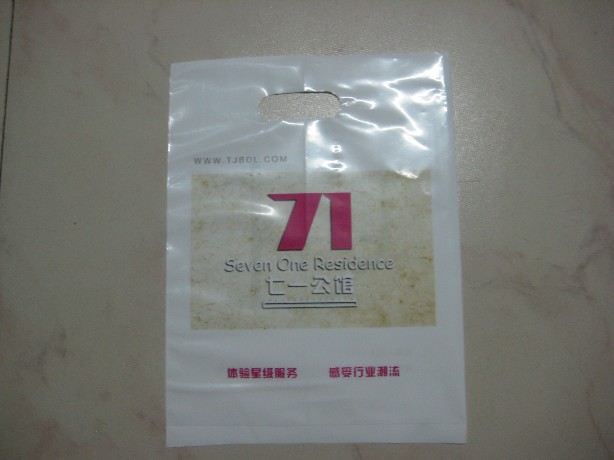 WWW.TJBDL.COM
71
Seven One Residence
七一公馆
体验星级服务 感受行业潮流